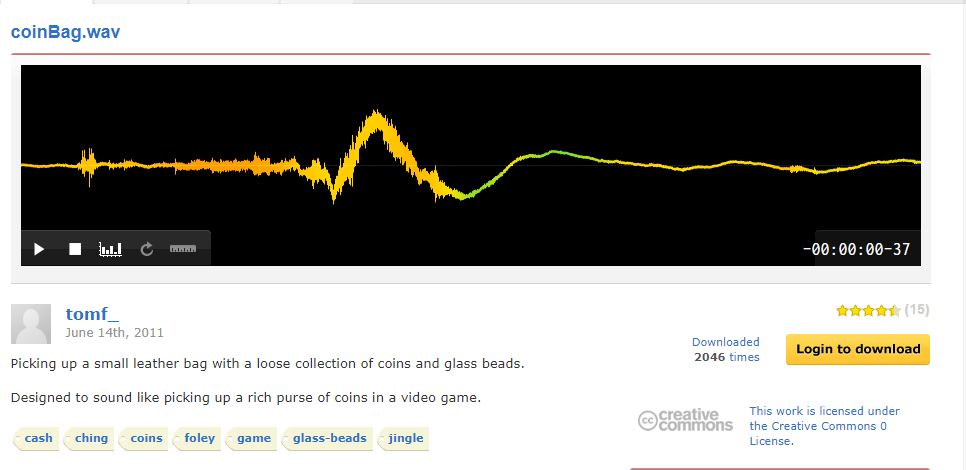 coinBag.wav
-00:00:00-37
tomf_
June 14th, 2011
(15)
Downloaded
2046 times
Login to download
Picking up a small leather bag with a loose collection of coins and glass beads.
Designed to sound like picking up a rich purse of coins in a video game.
cc creative
commons
This work is licensed under
the Creative Commons 0
License.
cash
ching
coins
foley
game
glass-beads
jingle